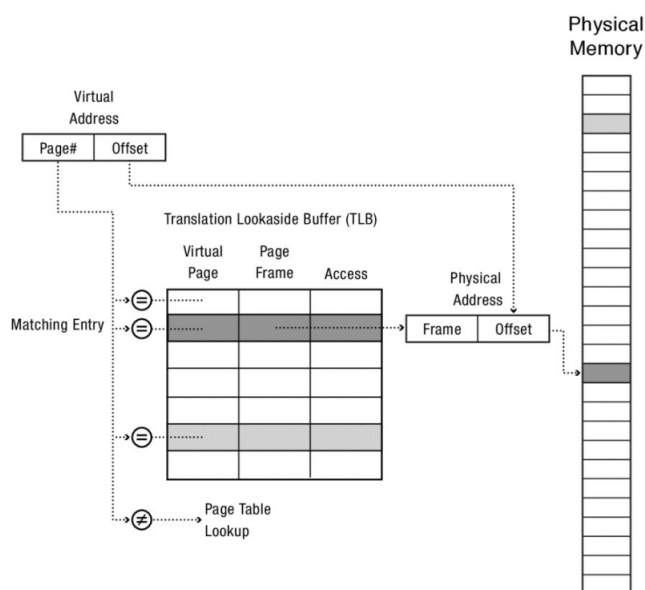 Physical
Memory
Virtual
Address
Page# Offset
Translation Lookaside Buffer (TLB)
Virtual
Page
Page
Frame
Access
Physical
Address
=
=
Matching Entry
Frame Offset
=
≠
Page Table
Lookup